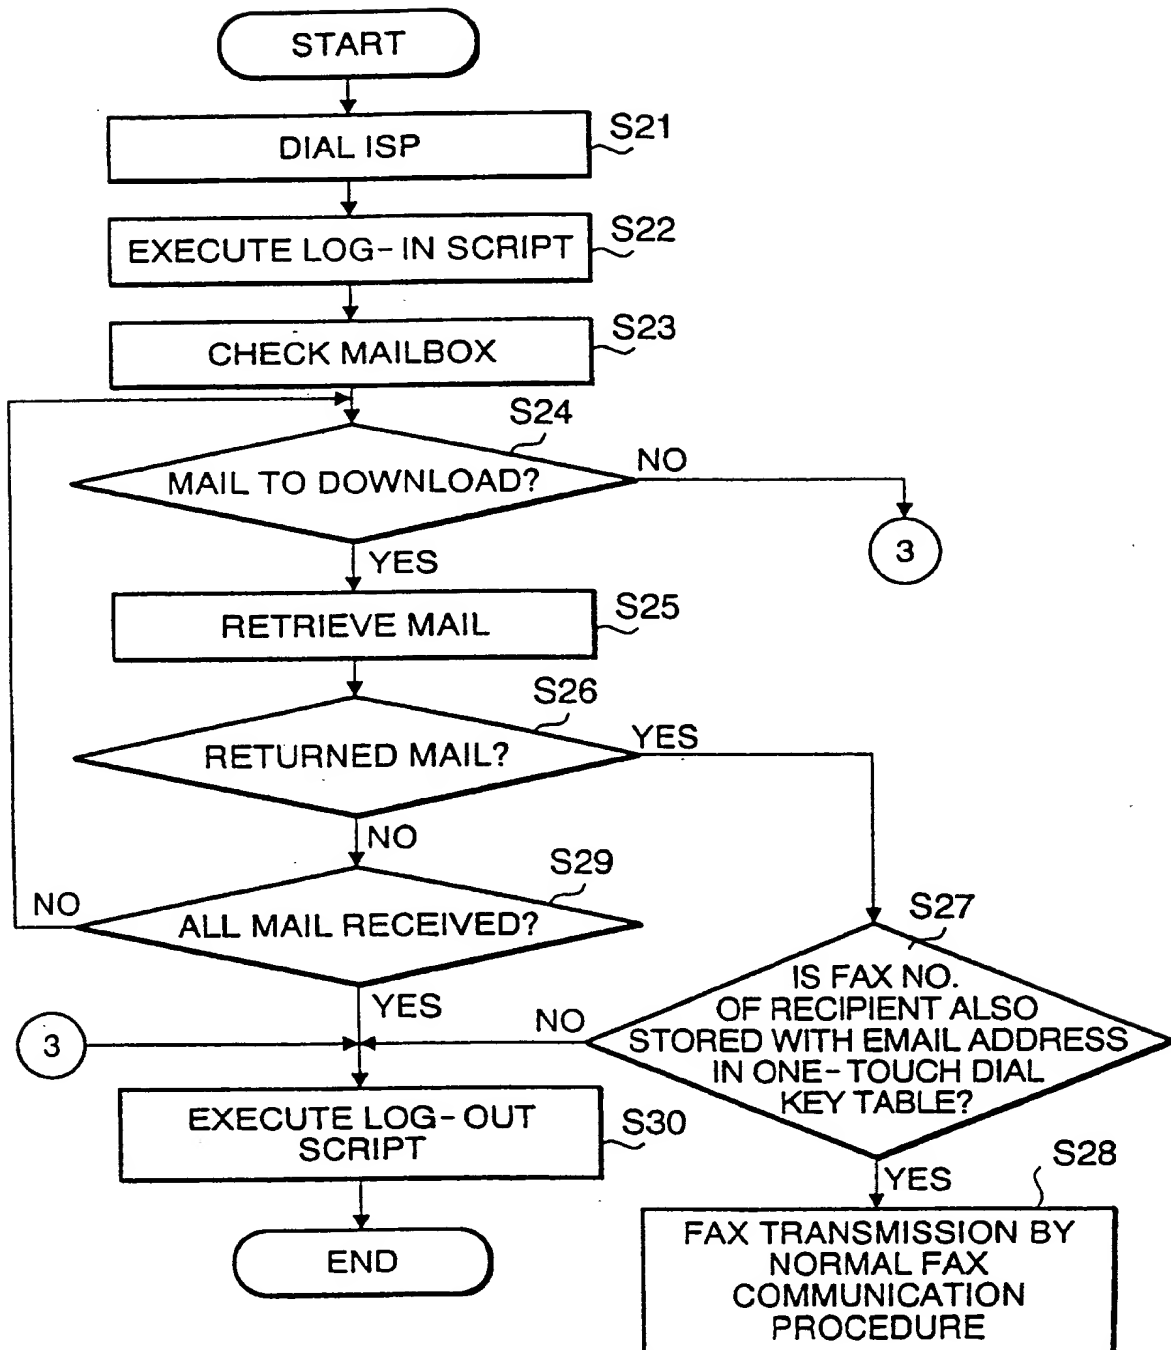 START
DIAL ISP
S21
EXECUTE LOG-IN SCRIPT
S22
CHECK MAILBOX
S23
S24
MAIL TO DOWNLOAD?
NO
3
YES
RETRIEVE MAIL
S25
S26
RETURNED MAIL?
YES
NO
S29
ALL MAIL RECEIVED?
NO
YES
S27
IS FAX NO.
OF RECIPIENT ALSO
STORED WITH EMAIL ADDRESS
IN ONE-TOUCH DIAL
KEY TABLE?
NO
3
EXECUTE LOG-OUT
SCRIPT
S30
YES
S28
FAX TRANSMISSION BY
NORMAL FAX
COMMUNICATION
PROCEDURE
END